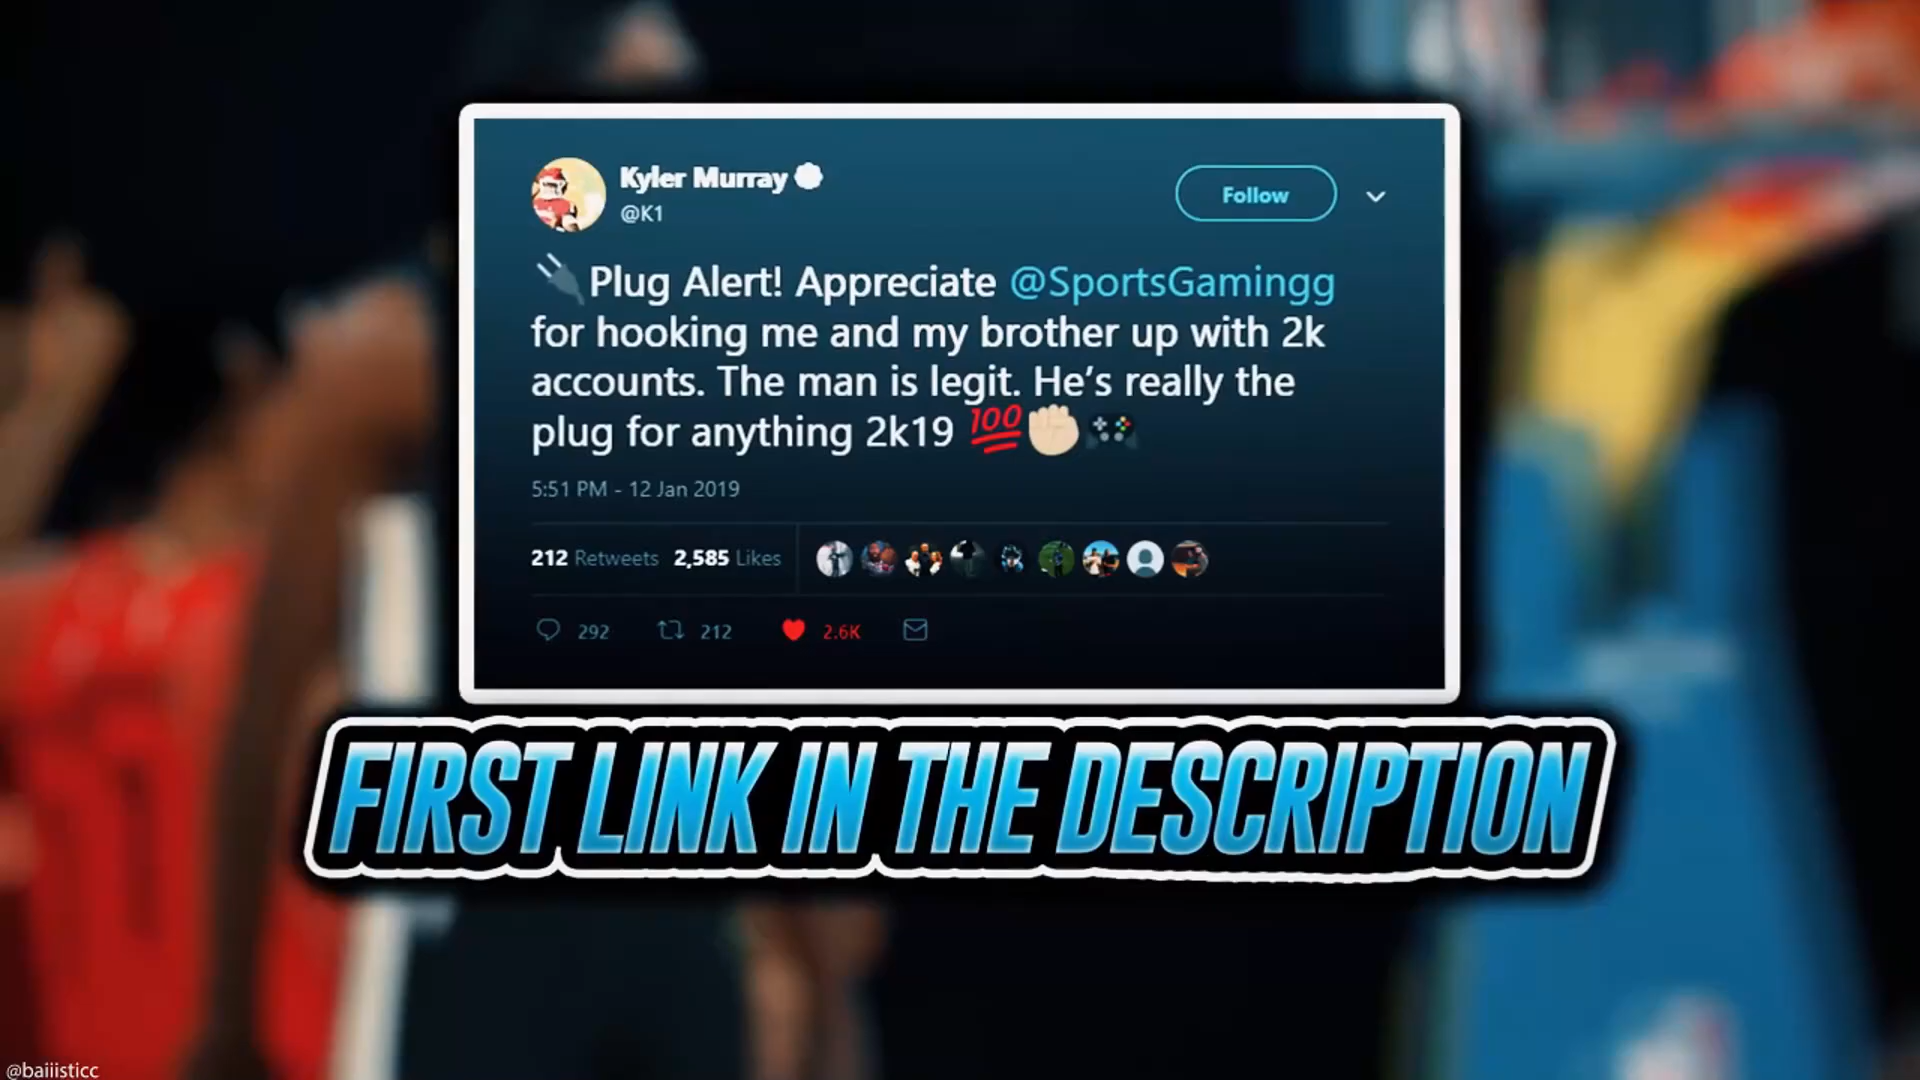 Kyler Murray
@K1
Follow
Plug Alert! Appreciate @SportsGamingg
for hooking me and my brother up with 2k
accounts. The man is legit. He's really the
plug for anything 2k19 💯✊🏼🎮
5:51 PM - 12 Jan 2019
212 Retweets 2,585 Likes
292 212 2.6K
FIRST LINK IN THE DESCRIPTION
@baiiisticc